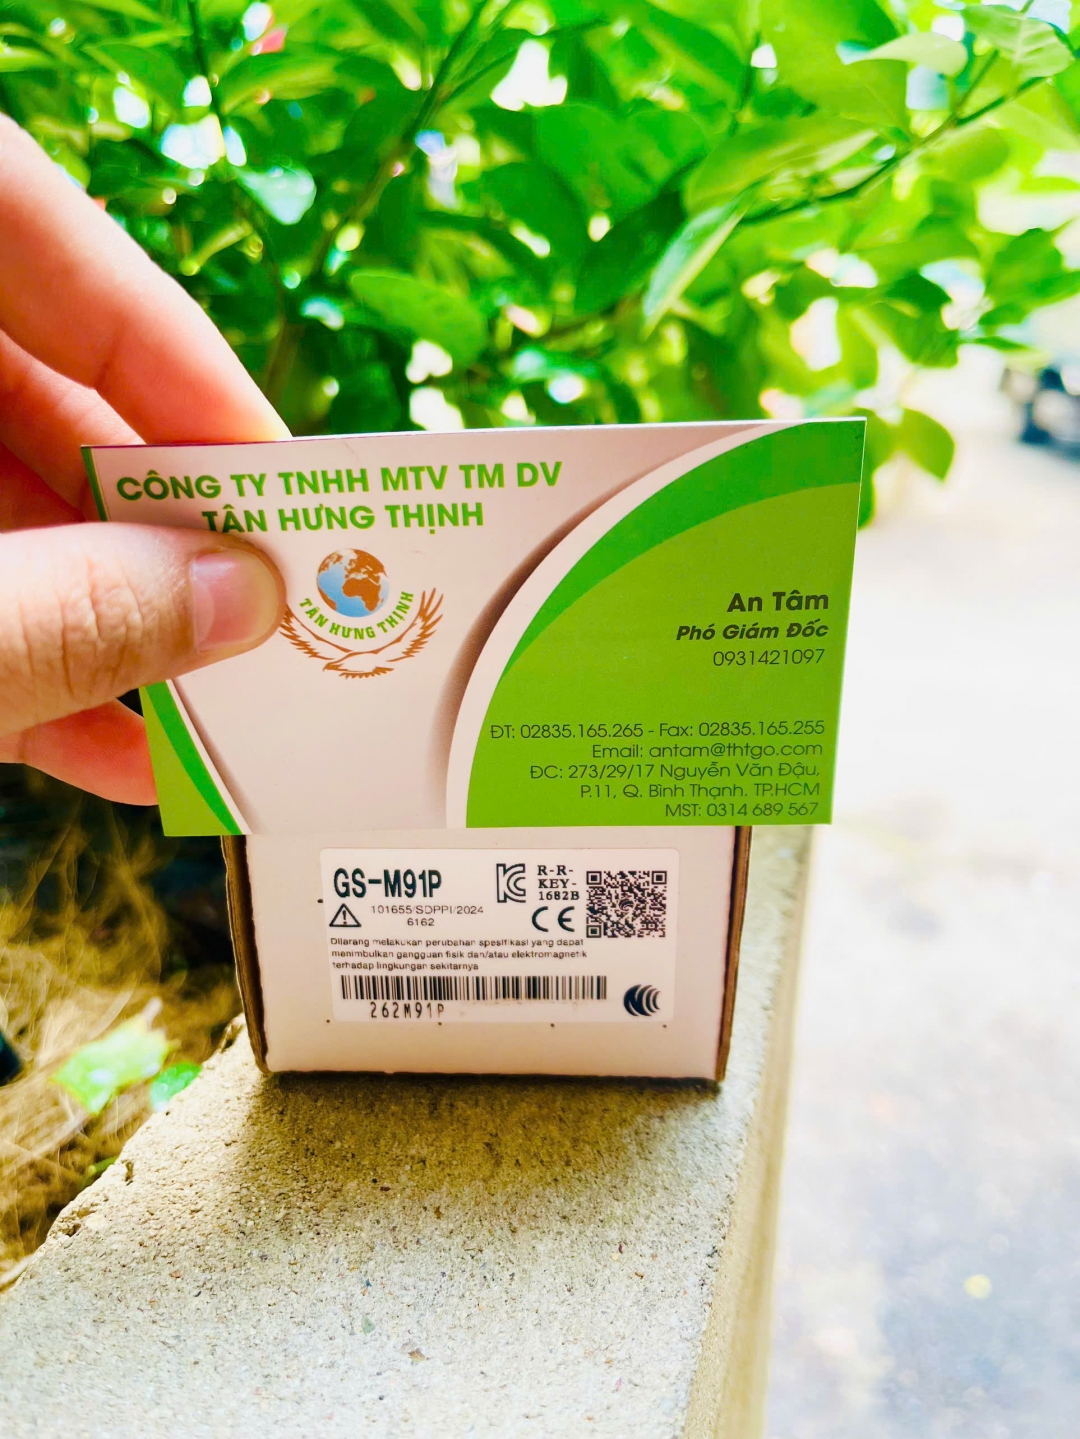 CÔNG TY TNHH MTV TM DV
TÂN HƯNG THỊNH
TÂN HƯNG THỊNH
An Tâm
Phó Giám Đốc
0931421097
ĐT: 02835.165.265 - Fax: 02835.165.255
Email: antam@thtgo.com
ĐC: 273/29/17 Nguyễn Văn Đậu,
P.11, Q. Bình Thạnh. TP.HCM
MST: 0314 689 567
GS-M91P
R-R-
KEY-
1682B
101655/SDPPI/2024
6162
CE
Dilarang melakukan perubahan spesifikasi yang dapat
menimbulkan gangguan fisik dan/atau elektromagnetik
terhadap lingkungan sekitarnya
262M91P